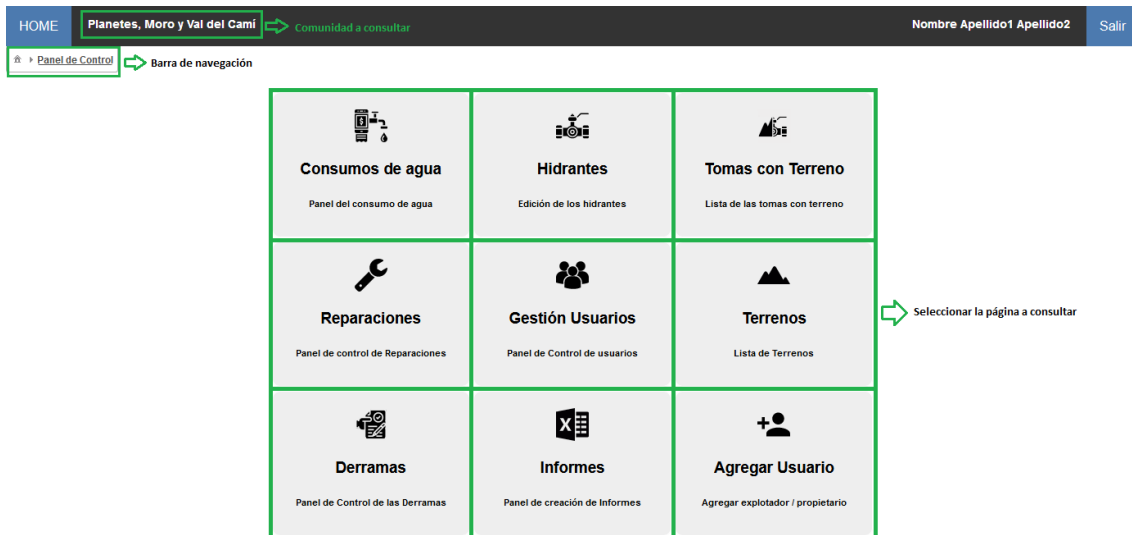 HOME
Planetes, Moro y Val del Camí
Comunidad a consultar
Nombre Apellido1 Apellido2
Salir
Panel de Control
Barra de navegación
Consumos de agua
Panel del consumo de agua
Hidrantes
Edición de los hidrantes
Tomas con Terreno
Lista de las tomas con terreno
Reparaciones
Panel de control de Reparaciones
Gestión Usuarios
Panel de Control de usuarios
Terrenos
Lista de Terrenos
Seleccionar la página a consultar
Derramas
Panel de Control de las Derramas
Informes
Panel de creación de Informes
Agregar Usuario
Agregar explotador / propietario